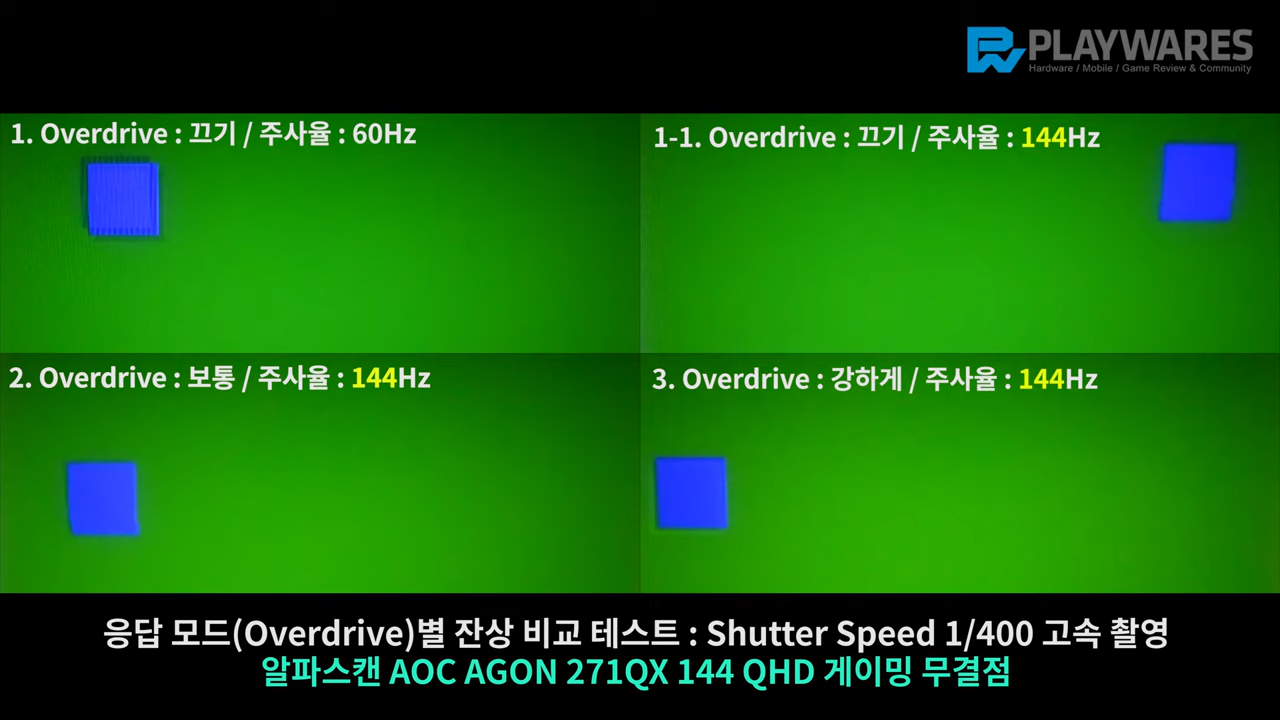 PLAYWARES
Hardware / Mobile / Game Review & Community
1. Overdrive : 끄기 / 주사율 : 60Hz
1-1. Overdrive : 끄기 / 주사율 : 144Hz
2. Overdrive : 보통 / 주사율 : 144Hz
3. Overdrive : 강하게 / 주사율 : 144Hz
응답 모드(Overdrive)별 잔상 비교 테스트 : Shutter Speed 1/400 고속 촬영
알파스캔 AOC AGON 271QX 144 QHD 게이밍 무결점